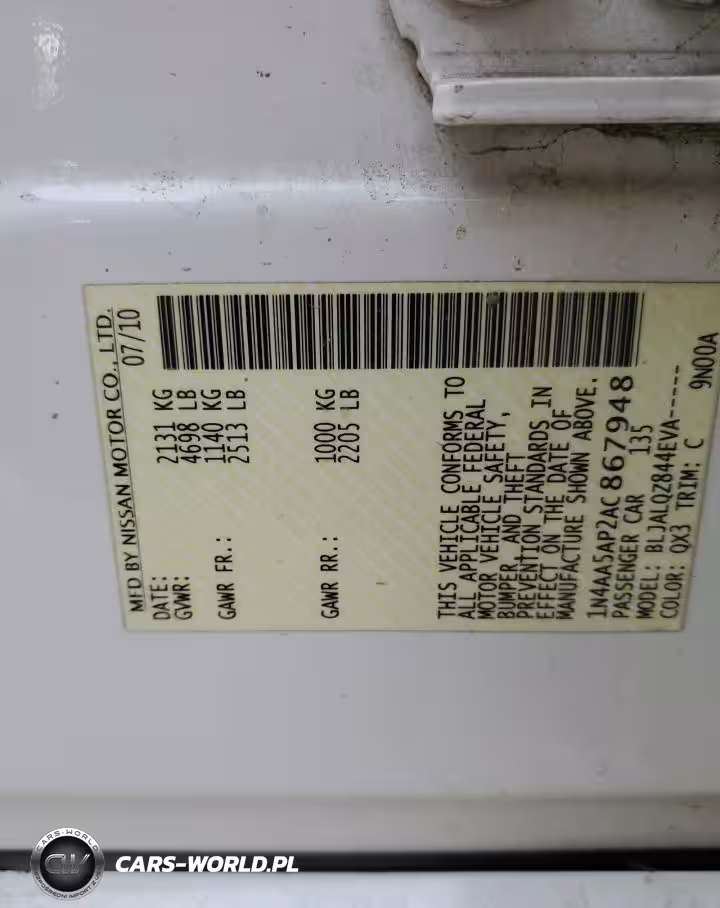 MFD BY NISSAN MOTOR CO., LTD.
DATE: 07/10
GVWR: 2131 KG
4698 LB
GAWR FR.: 1140 KG
2513 LB
GAWR RR.: 1000 KG
2205 LB
THIS VEHICLE CONFORMS TO
ALL APPLICABLE FEDERAL
MOTOR VEHICLE SAFETY,
BUMPER, AND THEFT
PREVENTION STANDARDS IN
EFFECT ON THE DATE OF
MANUFACTURE SHOWN ABOVE.
1N4AA5AP2AC867948
PASSENGER CAR 135
MODEL: BLJALQZ844EVA-----
COLOR: QX3 TRIM: C 9N00A
CARS-WORLD
CW
CARS-WORLD.PL